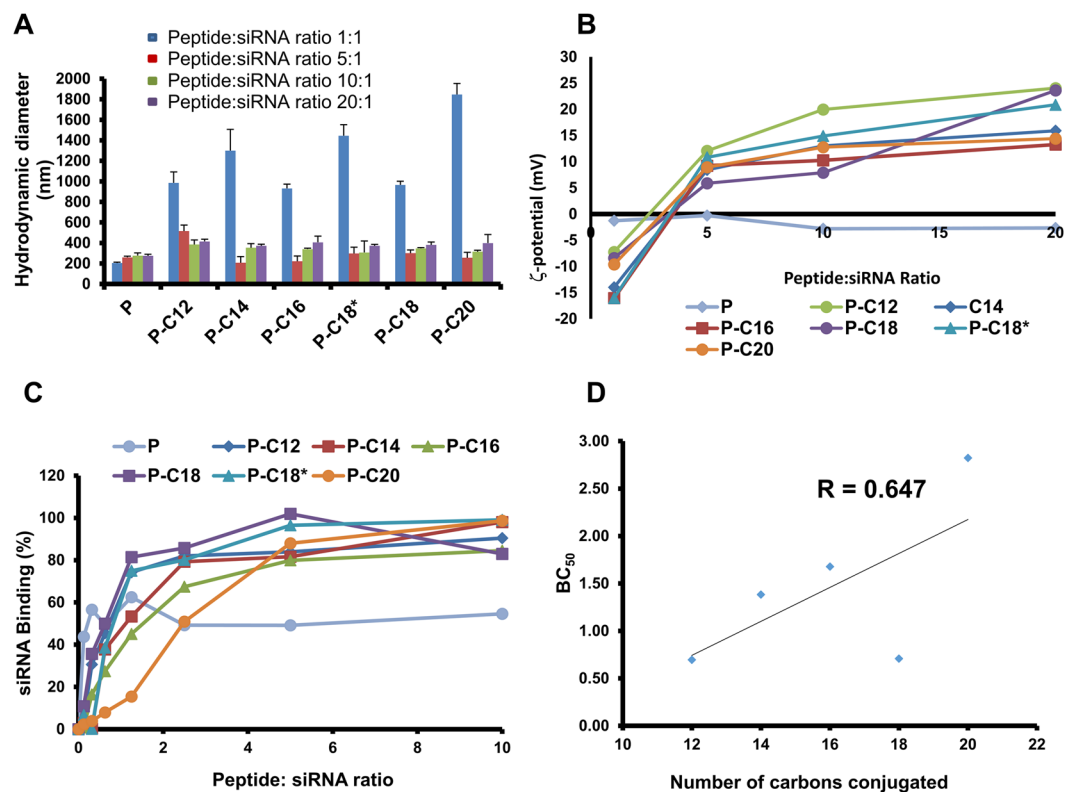 A
Peptide:siRNA ratio 1:1
Peptide:siRNA ratio 5:1
Peptide:siRNA ratio 10:1
Peptide:siRNA ratio 20:1
Hydrodynamic diameter
(nm)
2000
1800
1600
1400
1200
1000
800
600
400
200
P
P-C12
P-C14
P-C16
P-C18*
P-C18
P-C20
B
ζ-potential (mV)
30
25
20
15
10
5
0
-5
-10
-15
-20
0
5
10
15
20
Peptide:siRNA Ratio
P
P-C12
C14
P-C16
P-C18
P-C18*
P-C20
C
P
P-C12
P-C14
P-C16
P-C18
P-C18*
P-C20
siRNA Binding (%)
120
100
80
60
40
20
0
0
2
4
6
8
10
Peptide: siRNA ratio
D
BC50
3.00
2.50
2.00
1.50
1.00
0.50
0.00
R = 0.647
10
12
14
16
18
20
22
Number of carbons conjugated